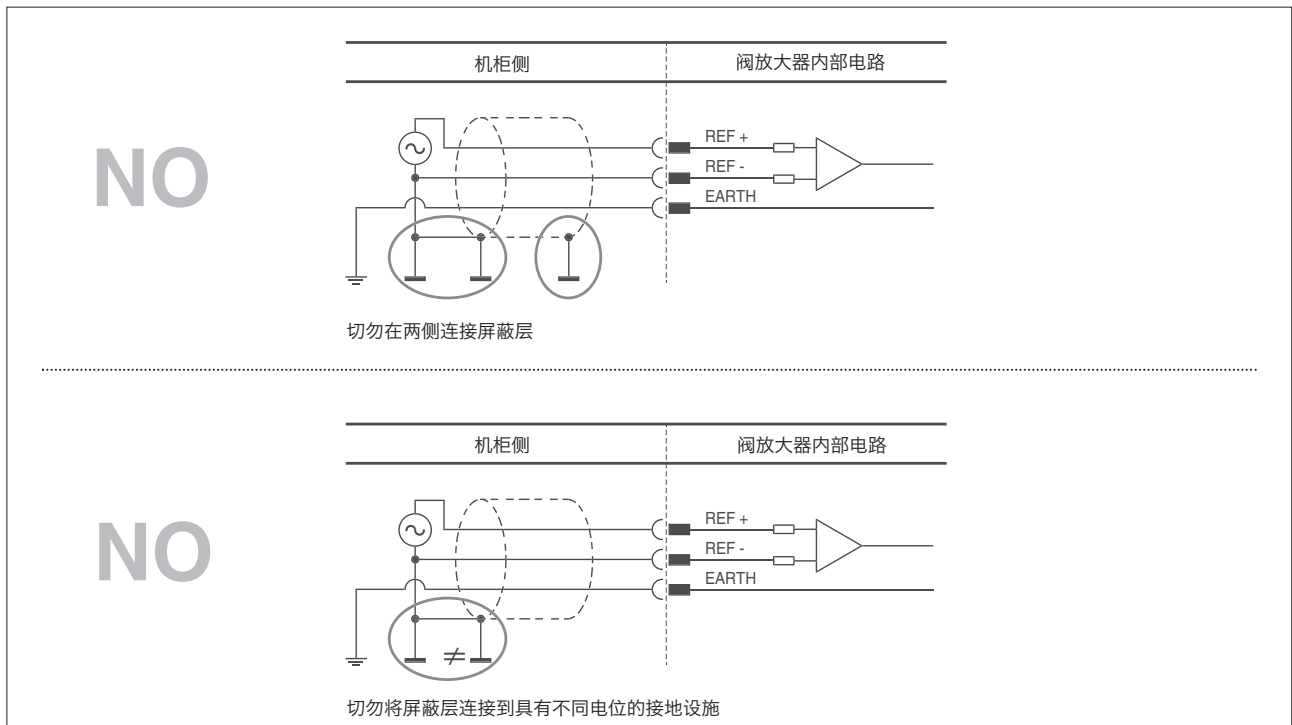 机柜侧 阀放大器内部电路
NO
REF +
REF -
EARTH
切勿在两侧连接屏蔽层
机柜侧 阀放大器内部电路
NO
REF +
REF -
EARTH
≠
切勿将屏蔽层连接到具有不同电位的接地设施